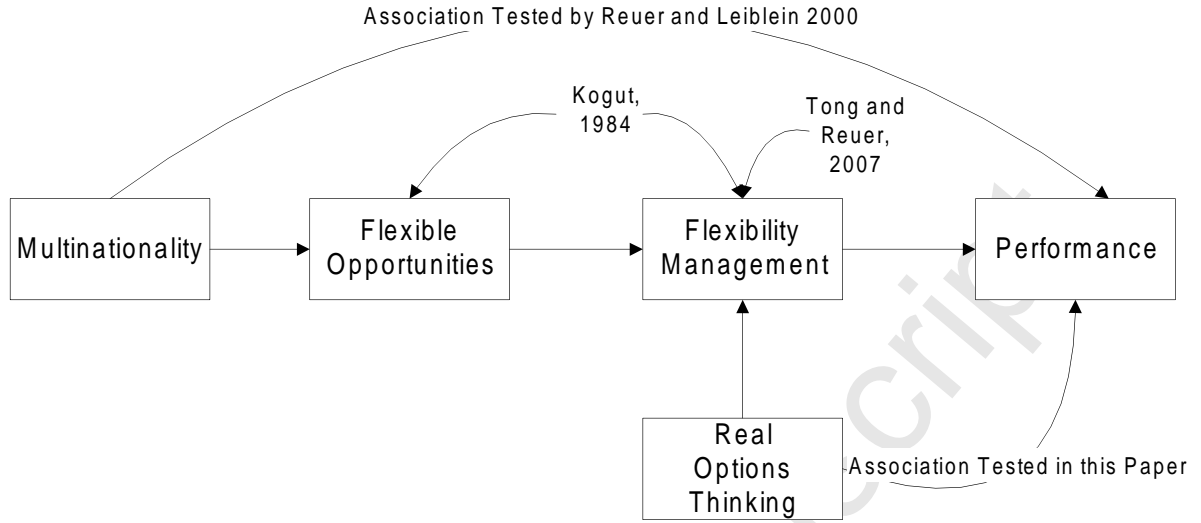 Association Tested by Reuer and Leiblein 2000
Kogut,
1984
Tong and
Reuer,
2007
Multinationality
Flexible
Opportunities
Flexibility
Management
Performance
Real
Options
Thinking
Association Tested in this Paper